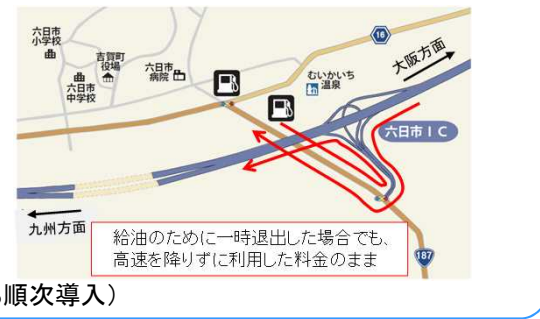 六日市
小学校
吉賀町
役場
六日市
病院
六日市
中学校
16
大阪方面
むいかいち
温泉
六日市IC
九州方面
187
給油のために一時退出した場合でも、
高速を降りずに利用した料金のまま
順次導入)